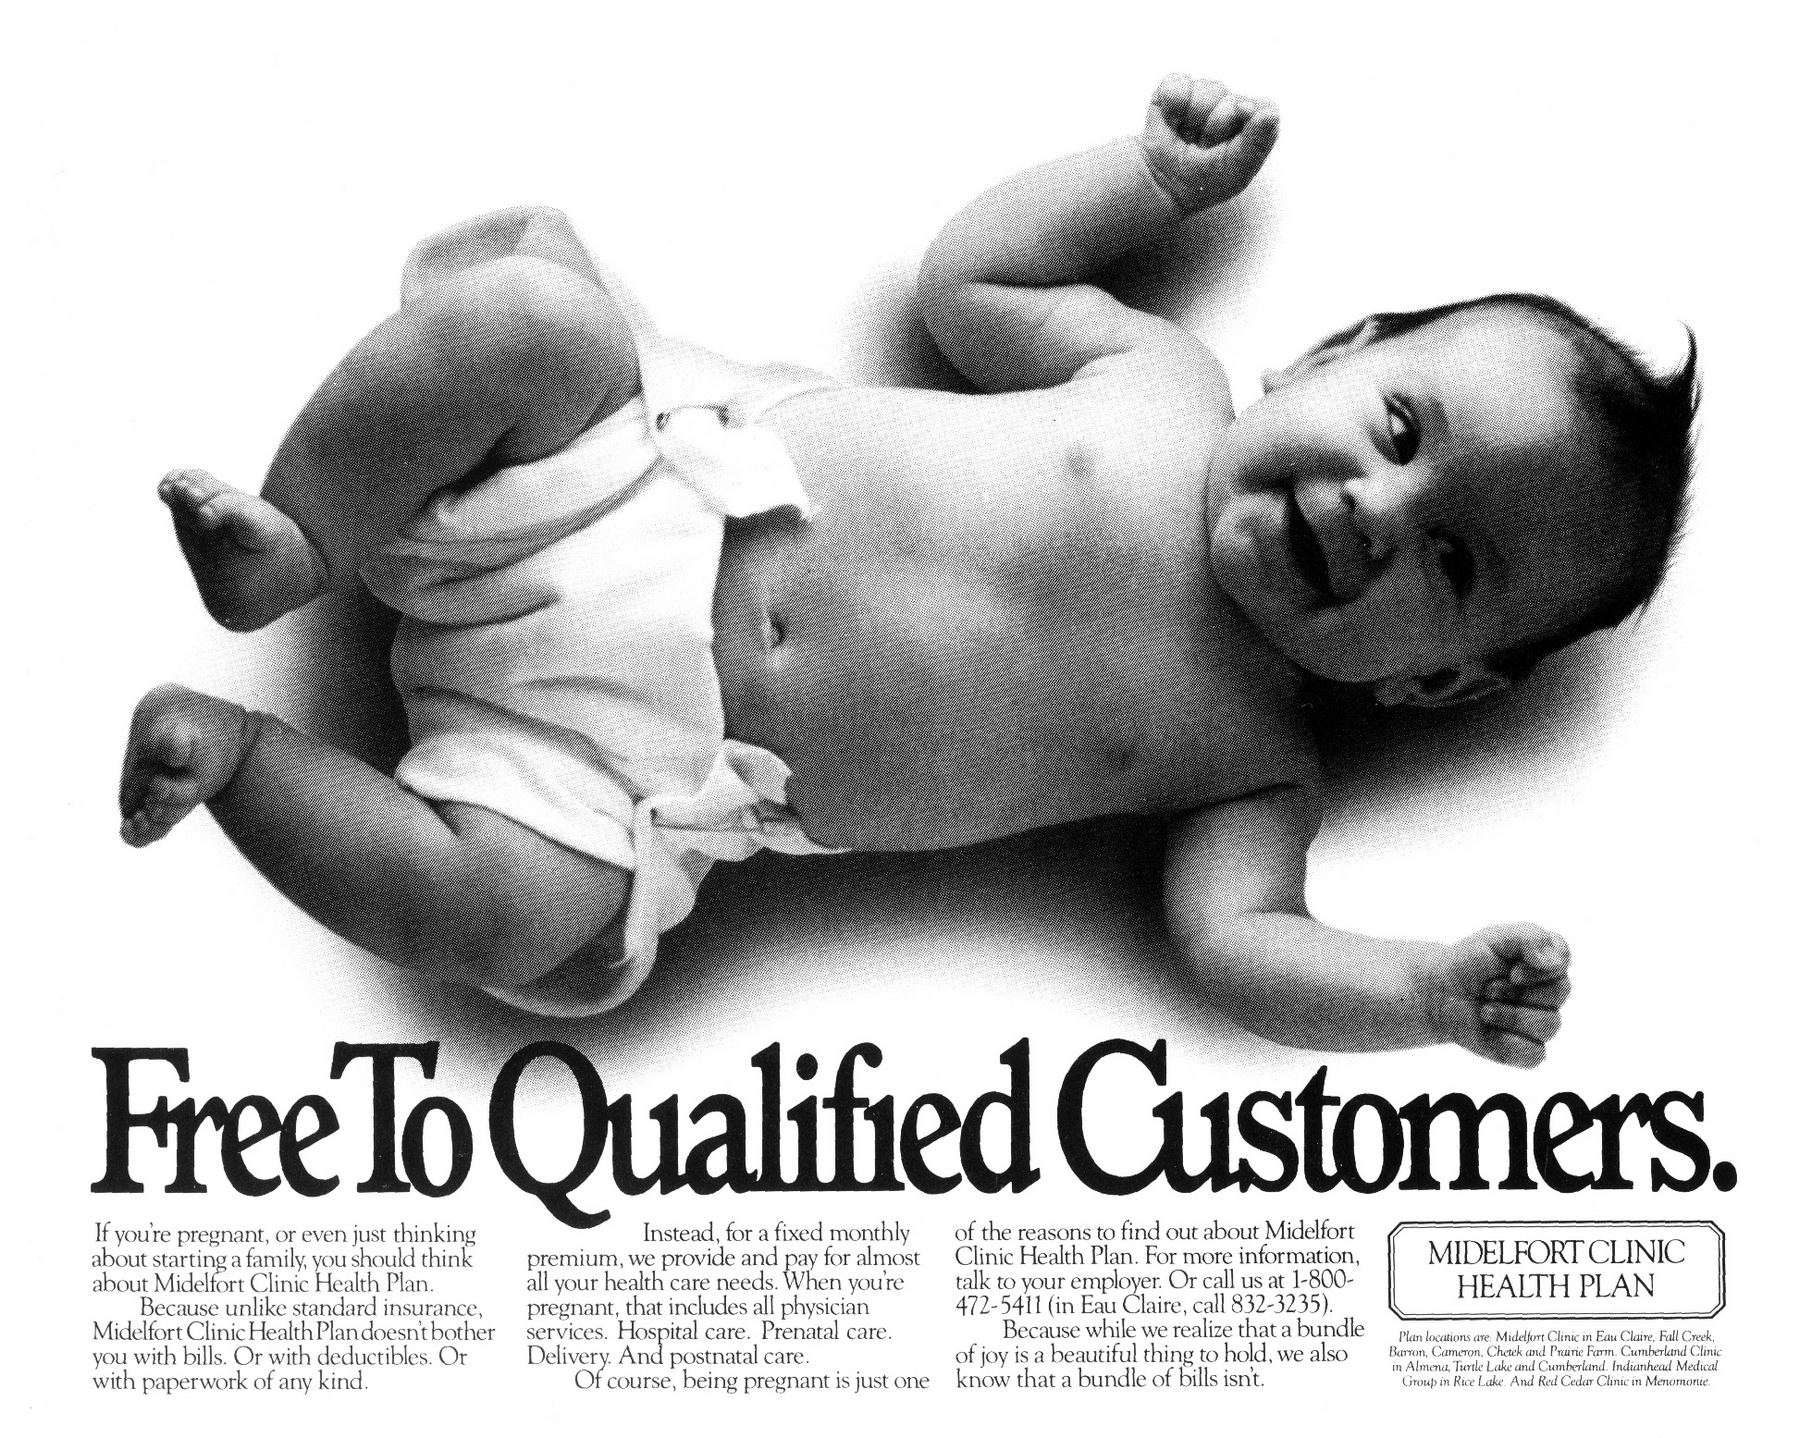 Free To Qualified Customers.
If you're pregnant, or even just thinking
about starting a family, you should think
about Midelfort Clinic Health Plan.
Because unlike standard insurance,
Midelfort Clinic Health Plan doesn't bother
you with bills. Or with deductibles. Or
with paperwork of any kind.
Instead, for a fixed monthly
premium, we provide and pay for almost
all your health care needs. When you're
pregnant, that includes all physician
services. Hospital care. Prenatal care.
Delivery. And postnatal care.
Of course, being pregnant is just one
of the reasons to find out about Midelfort
Clinic Health Plan. For more information,
talk to your employer. Or call us at 1-800-
472-5411 (in Eau Claire, call 832-3235).
Because while we realize that a bundle
of joy is a beautiful thing to hold, we also
know that a bundle of bills isn't.
MIDELFORT CLINIC
HEALTH PLAN
Plan locations are: Midelfort Clinic in Eau Claire, Fall Creek,
Barron, Cameron, Chetek and Prairie Farm. Cumberland Clinic
in Almena, Turtle Lake and Cumberland. Indianhead Medical
Group in Rice Lake. And Red Cedar Clinic in Menomonie.